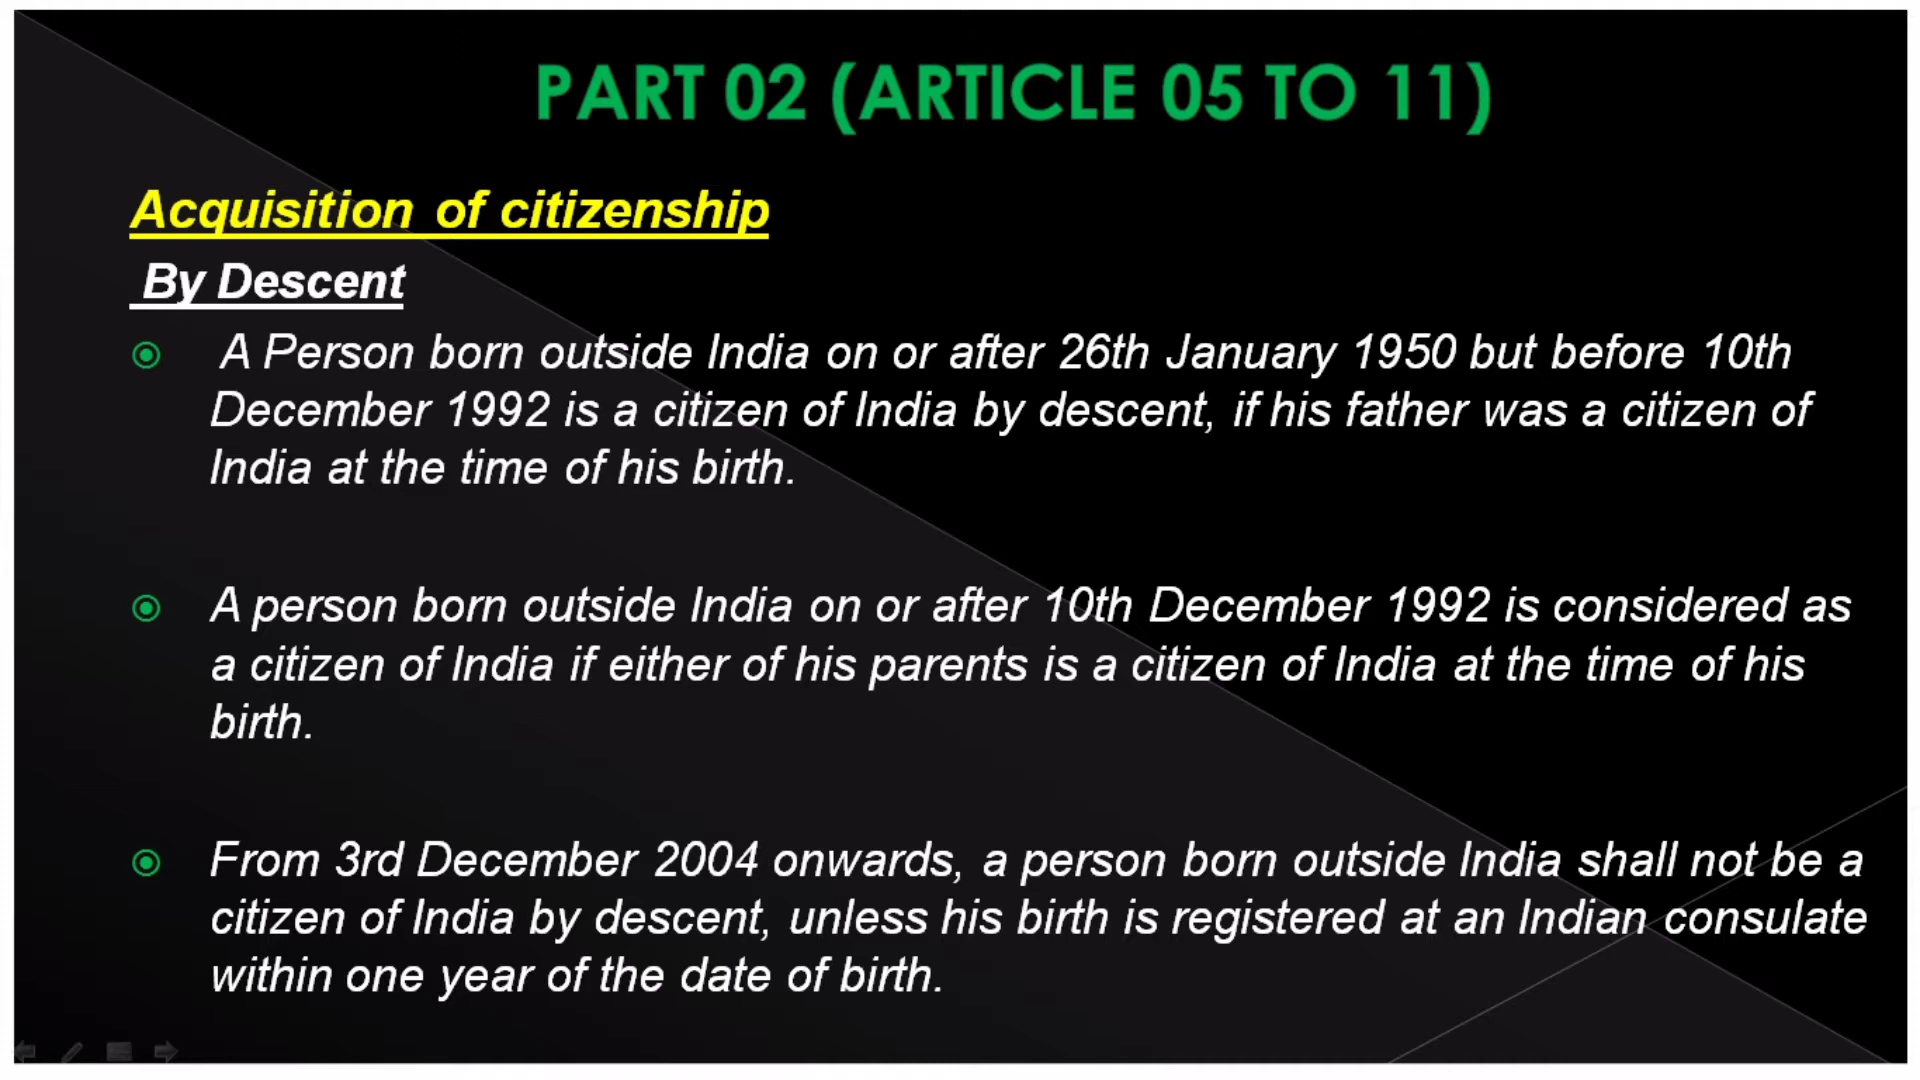 PART 02 (ARTICLE 05 TO 11)
Acquisition of citizenship
By Descent
A Person born outside India on or after 26th January 1950 but before 10th
December 1992 is a citizen of India by descent, if his father was a citizen of
India at the time of his birth.
A person born outside India on or after 10th December 1992 is considered as
a citizen of India if either of his parents is a citizen of India at the time of his
birth.
From 3rd December 2004 onwards, a person born outside India shall not be a
citizen of India by descent, unless his birth is registered at an Indian consulate
within one year of the date of birth.